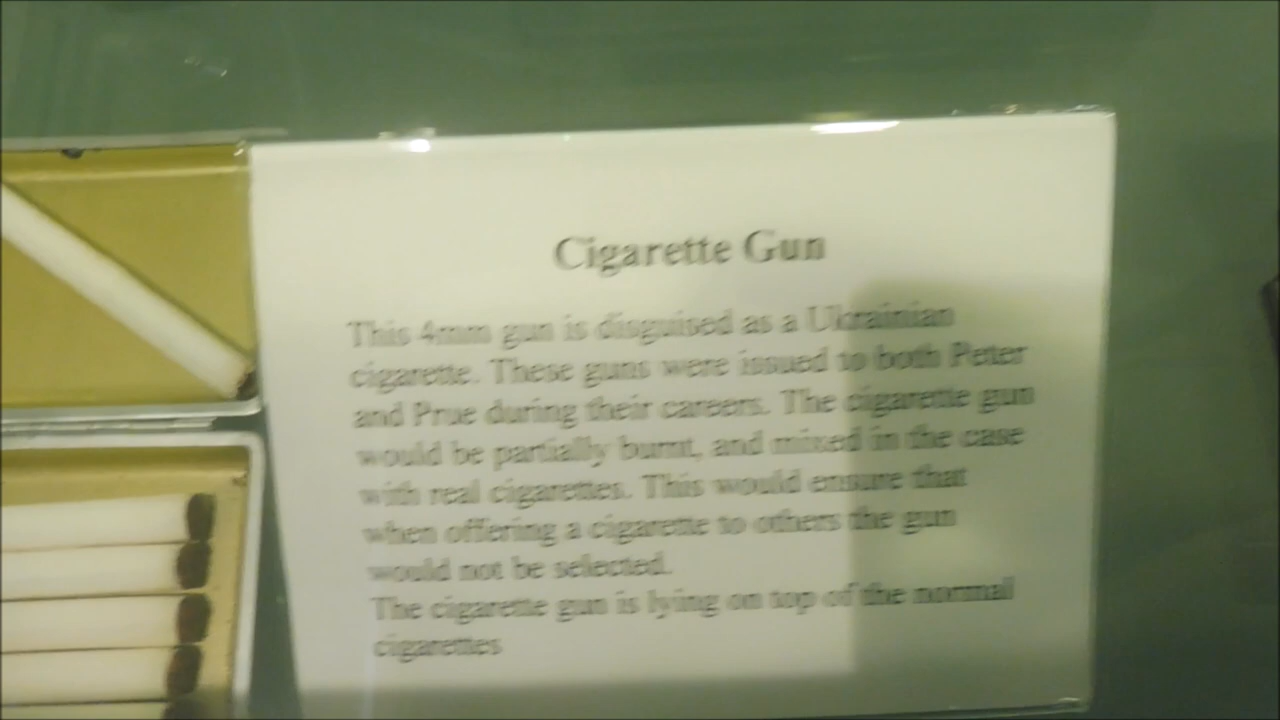 Cigarette Gun
This 4mm gun is disguised as a Ukrainian
cigarette. These guns were issued to both Peter
and Prue during their careers. The cigarette gun
would be partially burnt, and mixed in the case
with real cigarettes. This would ensure that
when offering a cigarette to others the gun
would not be selected.
The cigarette gun is lying on top of the normal
cigarettes